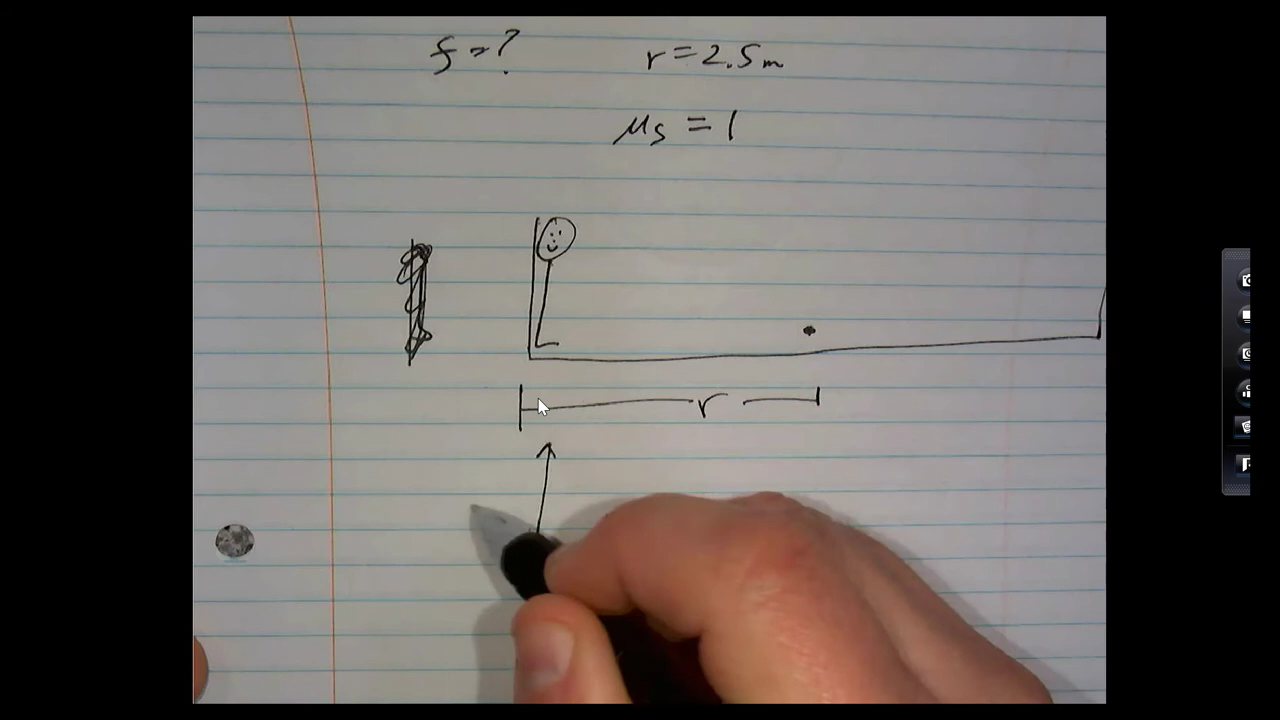 f = ? r = 2.5 m
μs = 1
r